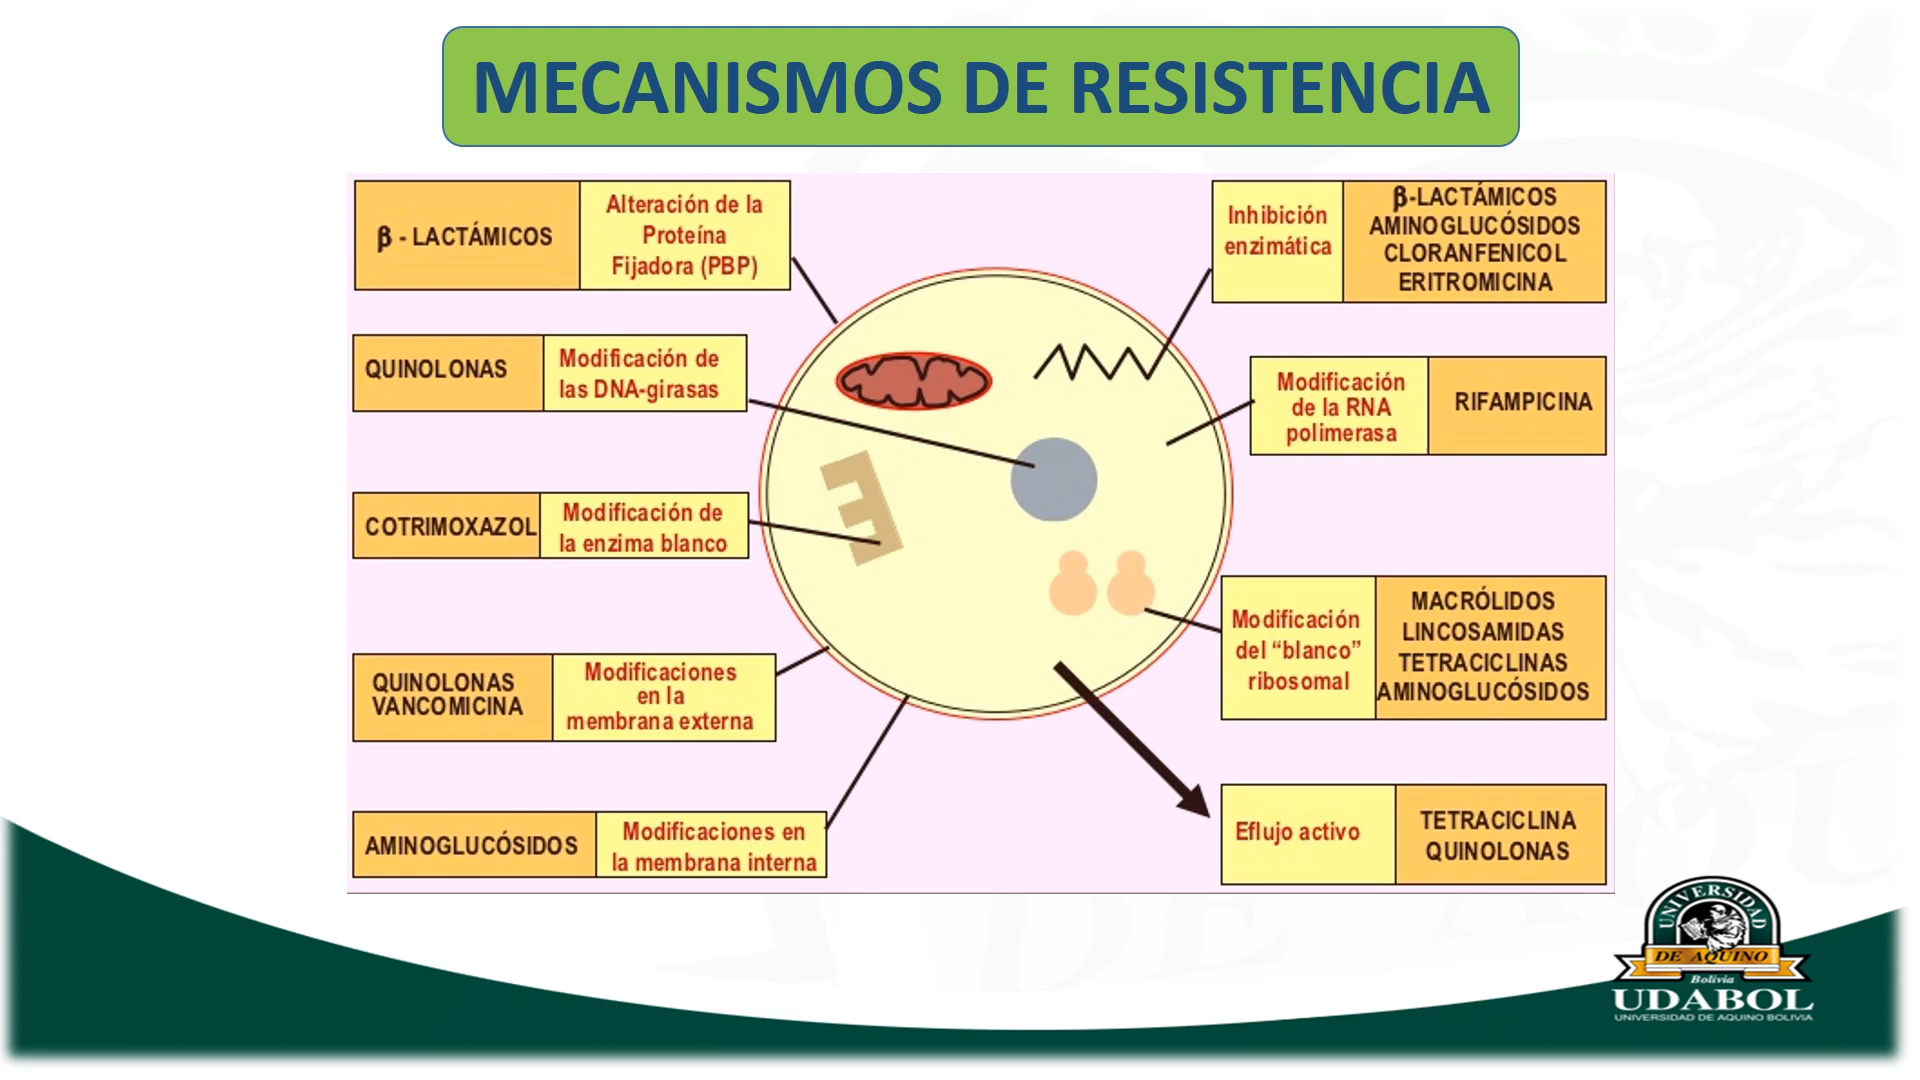 MECANISMOS DE RESISTENCIA
β - LACTÁMICOS
Alteración de la
Proteína
Fijadora (PBP)
QUINOLONAS
Modificación de
las DNA-girasas
COTRIMOXAZOL
Modificación de
la enzima blanco
QUINOLONAS
VANCOMICINA
Modificaciones
en la
membrana externa
AMINOGLUCÓSIDOS
Modificaciones en
la membrana interna
Inhibición
enzimática
β-LACTÁMICOS
AMINOGLUCÓSIDOS
CLORANFENICOL
ERITROMICINA
Modificación
de la RNA
polimerasa
RIFAMPICINA
Modificación
del “blanco”
ribosomal
MACRÓLIDOS
LINCOSAMIDAS
TETRACICLINAS
AMINOGLUCÓSIDOS
Eflujo activo
TETRACICLINA
QUINOLONAS
UNIVERSIDAD
DE AQUINO
Bolivia
UDABOL
UNIVERSIDAD DE AQUINO BOLIVIA